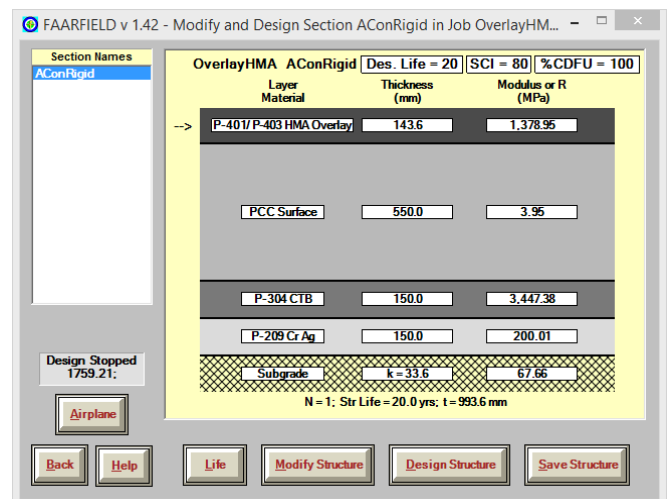 FAARFIELD v 1.42 - Modify and Design Section AConRigid in Job OverlayHM...
Section Names
AConRigid
OverlayHMA AConRigid Des. Life = 20 SCI = 80 %CDFU = 100
Layer Material Thickness (mm) Modulus or R (MPa)
--> P-401/ P-403 HMA Overlay 143.6 1,378.95
PCC Surface 550.0 3.95
P-304 CTB 150.0 3,447.38
P-209 Cr Ag 150.0 200.01
Subgrade k = 33.6 67.66
N = 1; Str Life = 20.0 yrs; t = 993.6 mm
Design Stopped
1759.21;
Airplane
Back Help Life Modify Structure Design Structure Save Structure